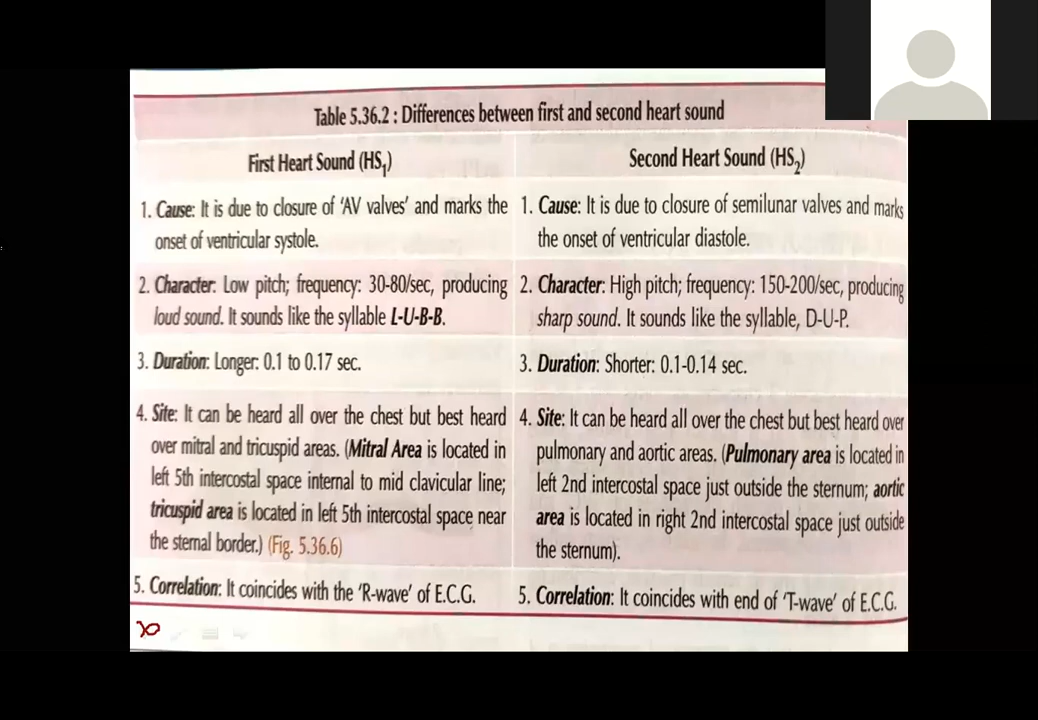 Table 5.36.2 : Differences between first and second heart sound
First Heart Sound (HS₁)
1. Cause: It is due to closure of 'AV valves' and marks the
onset of ventricular systole.
2. Character: Low pitch; frequency: 30-80/sec, producing
loud sound. It sounds like the syllable L-U-B-B.
3. Duration: Longer: 0.1 to 0.17 sec.
4. Site: It can be heard all over the chest but best heard
over mitral and tricuspid areas. (Mitral Area is located in
left 5th intercostal space internal to mid clavicular line;
tricuspid area is located in left 5th intercostal space near
the sternal border.) (Fig. 5.36.6)
5. Correlation: It coincides with the 'R-wave' of E.C.G.
Second Heart Sound (HS₂)
1. Cause: It is due to closure of semilunar valves and marks
the onset of ventricular diastole.
2. Character: High pitch; frequency: 150-200/sec, producing
sharp sound. It sounds like the syllable, D-U-P.
3. Duration: Shorter: 0.1-0.14 sec.
4. Site: It can be heard all over the chest but best heard over
pulmonary and aortic areas. (Pulmonary area is located in
left 2nd intercostal space just outside the sternum; aortic
area is located in right 2nd intercostal space just outside
the sternum).
5. Correlation: It coincides with end of 'T-wave' of E.C.G.